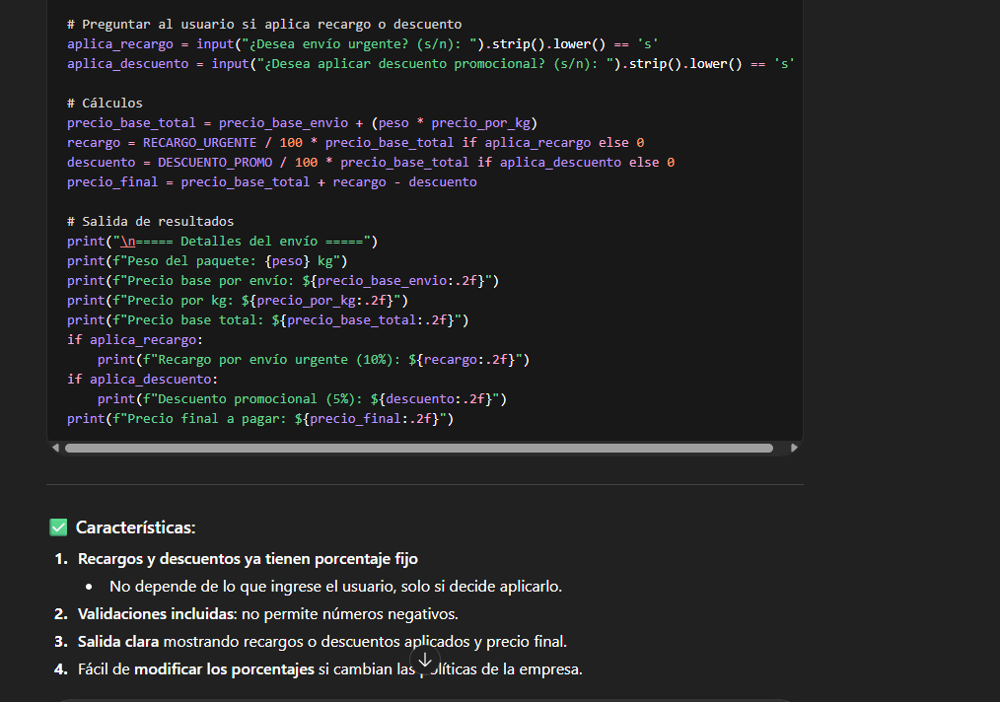 # Preguntar al usuario si aplica recargo o descuento
aplica_recargo = input("¿Desea envío urgente? (s/n): ").strip().lower() == 's'
aplica_descuento = input("¿Desea aplicar descuento promocional? (s/n): ").strip().lower() == 's'
# Cálculos
precio_base_total = precio_base_envio + (peso * precio_por_kg)
recargo = RECARGO_URGENTE / 100 * precio_base_total if aplica_recargo else 0
descuento = DESCUENTO_PROMO / 100 * precio_base_total if aplica_descuento else 0
precio_final = precio_base_total + recargo - descuento
# Salida de resultados
print("\n===== Detalles del envío =====")
print(f"Peso del paquete: {peso} kg")
print(f"Precio base por envío: ${precio_base_envio:.2f}")
print(f"Precio por kg: ${precio_por_kg:.2f}")
print(f"Precio base total: ${precio_base_total:.2f}")
if aplica_recargo:
    print(f"Recargo por envío urgente (10%): ${recargo:.2f}")
if aplica_descuento:
    print(f"Descuento promocional (5%): ${descuento:.2f}")
print(f"Precio final a pagar: ${precio_final:.2f}")
✅ Características:
1. Recargos y descuentos ya tienen porcentaje fijo
• No depende de lo que ingrese el usuario, solo si decide aplicarlo.
2. Validaciones incluidas: no permite números negativos.
3. Salida clara mostrando recargos o descuentos aplicados y precio final.
4. Fácil de modificar los porcentajes si cambian las políticas de la empresa.